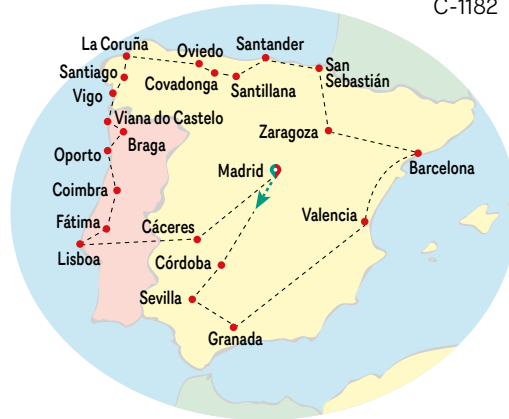 C-1182
La Coruña
Oviedo
Santander
San
Sebastián
Santiago
Covadonga
Santillana
Vigo
Viana do Castelo
Zaragoza
Braga
Oporto
Barcelona
Madrid
Coimbra
Valencia
Fátima
Cáceres
Lisboa
Córdoba
Sevilla
Granada